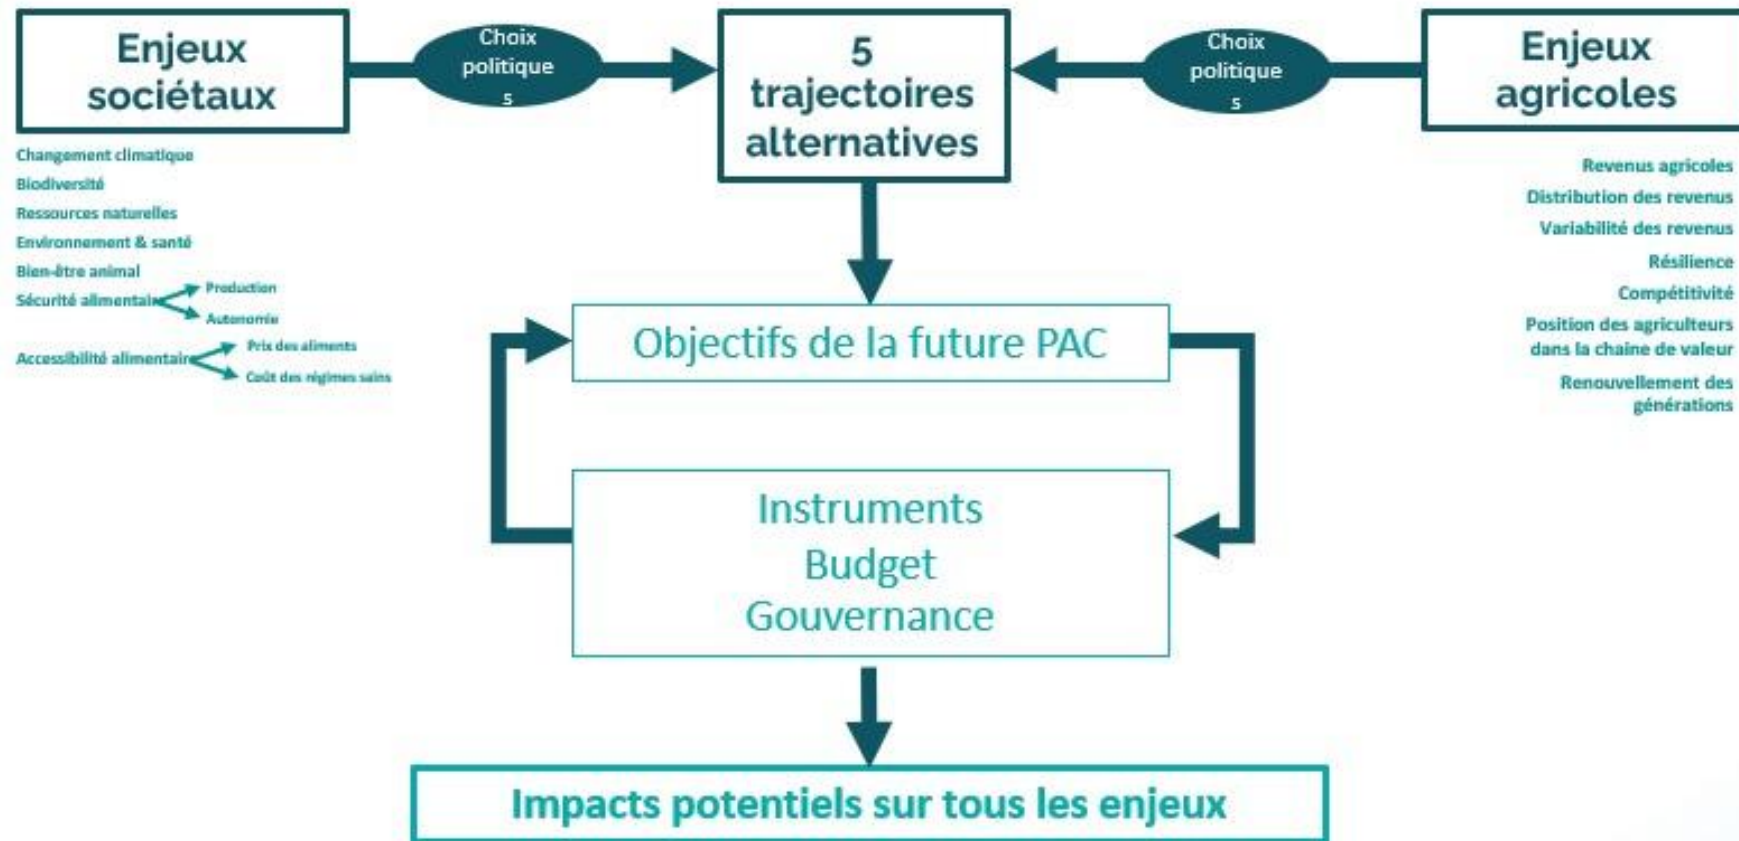 Enjeux
sociétaux
Choix
politique
s
5
trajectoires
alternatives
Choix
politique
s
Enjeux
agricoles
Changement climatique
Biodiversité
Ressources naturelles
Environnement & santé
Bien-être animal
Sécurité alimentaire
Production
Autonomie
Accessibilité alimentaire
Prix des aliments
Coût des régimes sains
Revenus agricoles
Distribution des revenus
Variabilité des revenus
Résilience
Compétitivité
Position des agriculteurs
dans la chaine de valeur
Renouvellement des
générations
Objectifs de la future PAC
Instruments
Budget
Gouvernance
Impacts potentiels sur tous les enjeux